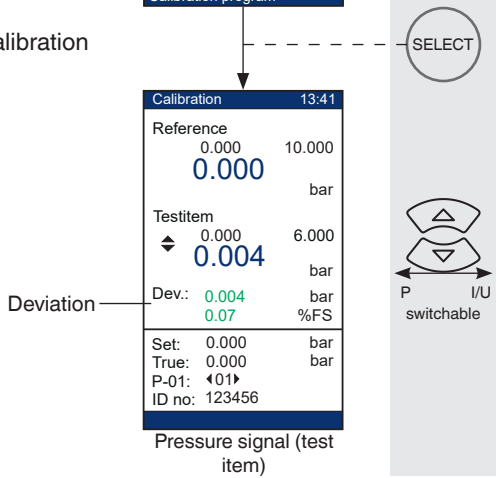 Calibration program
alibration
SELECT
Calibration 13:41
Reference
0.000 10.000
0.000
bar
Testitem
0.000 6.000
0.004
bar
Deviation
Dev.: 0.004 bar
0.07 %FS
P I/U
switchable
Set: 0.000 bar
True: 0.000 bar
P-01: 01
ID no: 123456
Pressure signal (test
item)